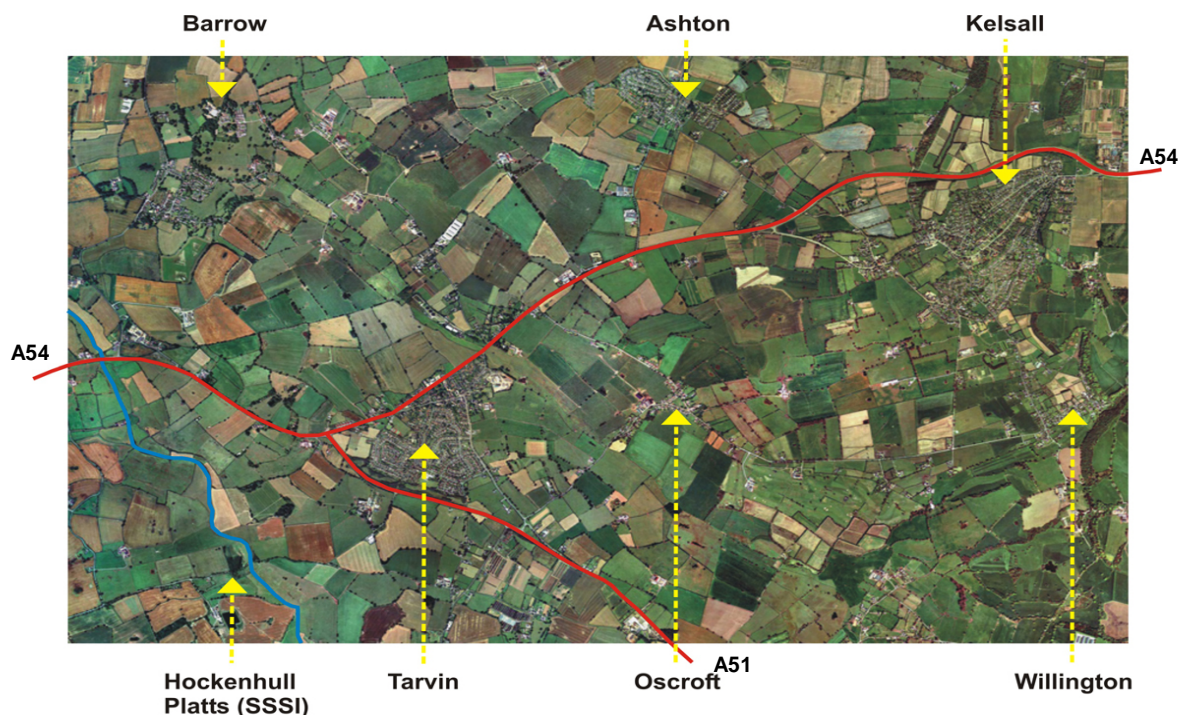 Barrow
Ashton
Kelsall
A54
A54
A51
Hockenhull
Platts (SSSI)
Tarvin
Oscroft
Willington